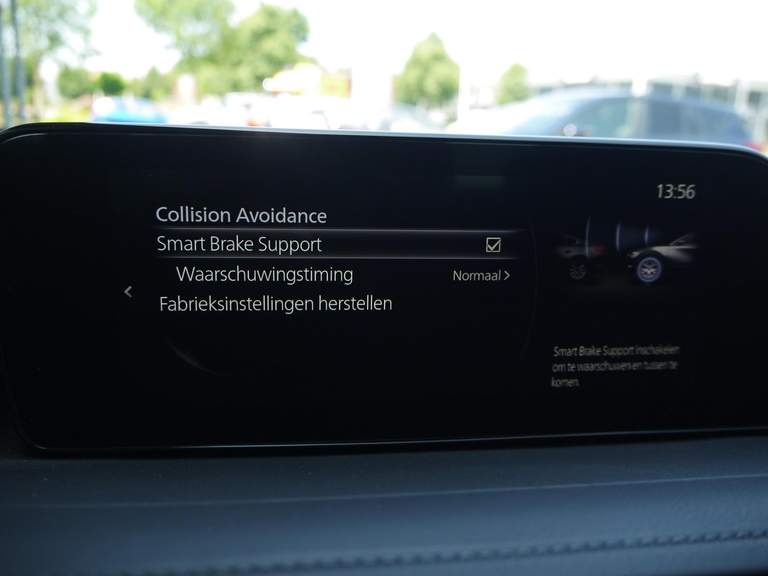 13:56
Collision Avoidance
Smart Brake Support
Waarschuwingstiming Normaal
Fabrieksinstellingen herstellen
Smart Brake Support inschakelen
om te waarschuwen en tussen te
komen.